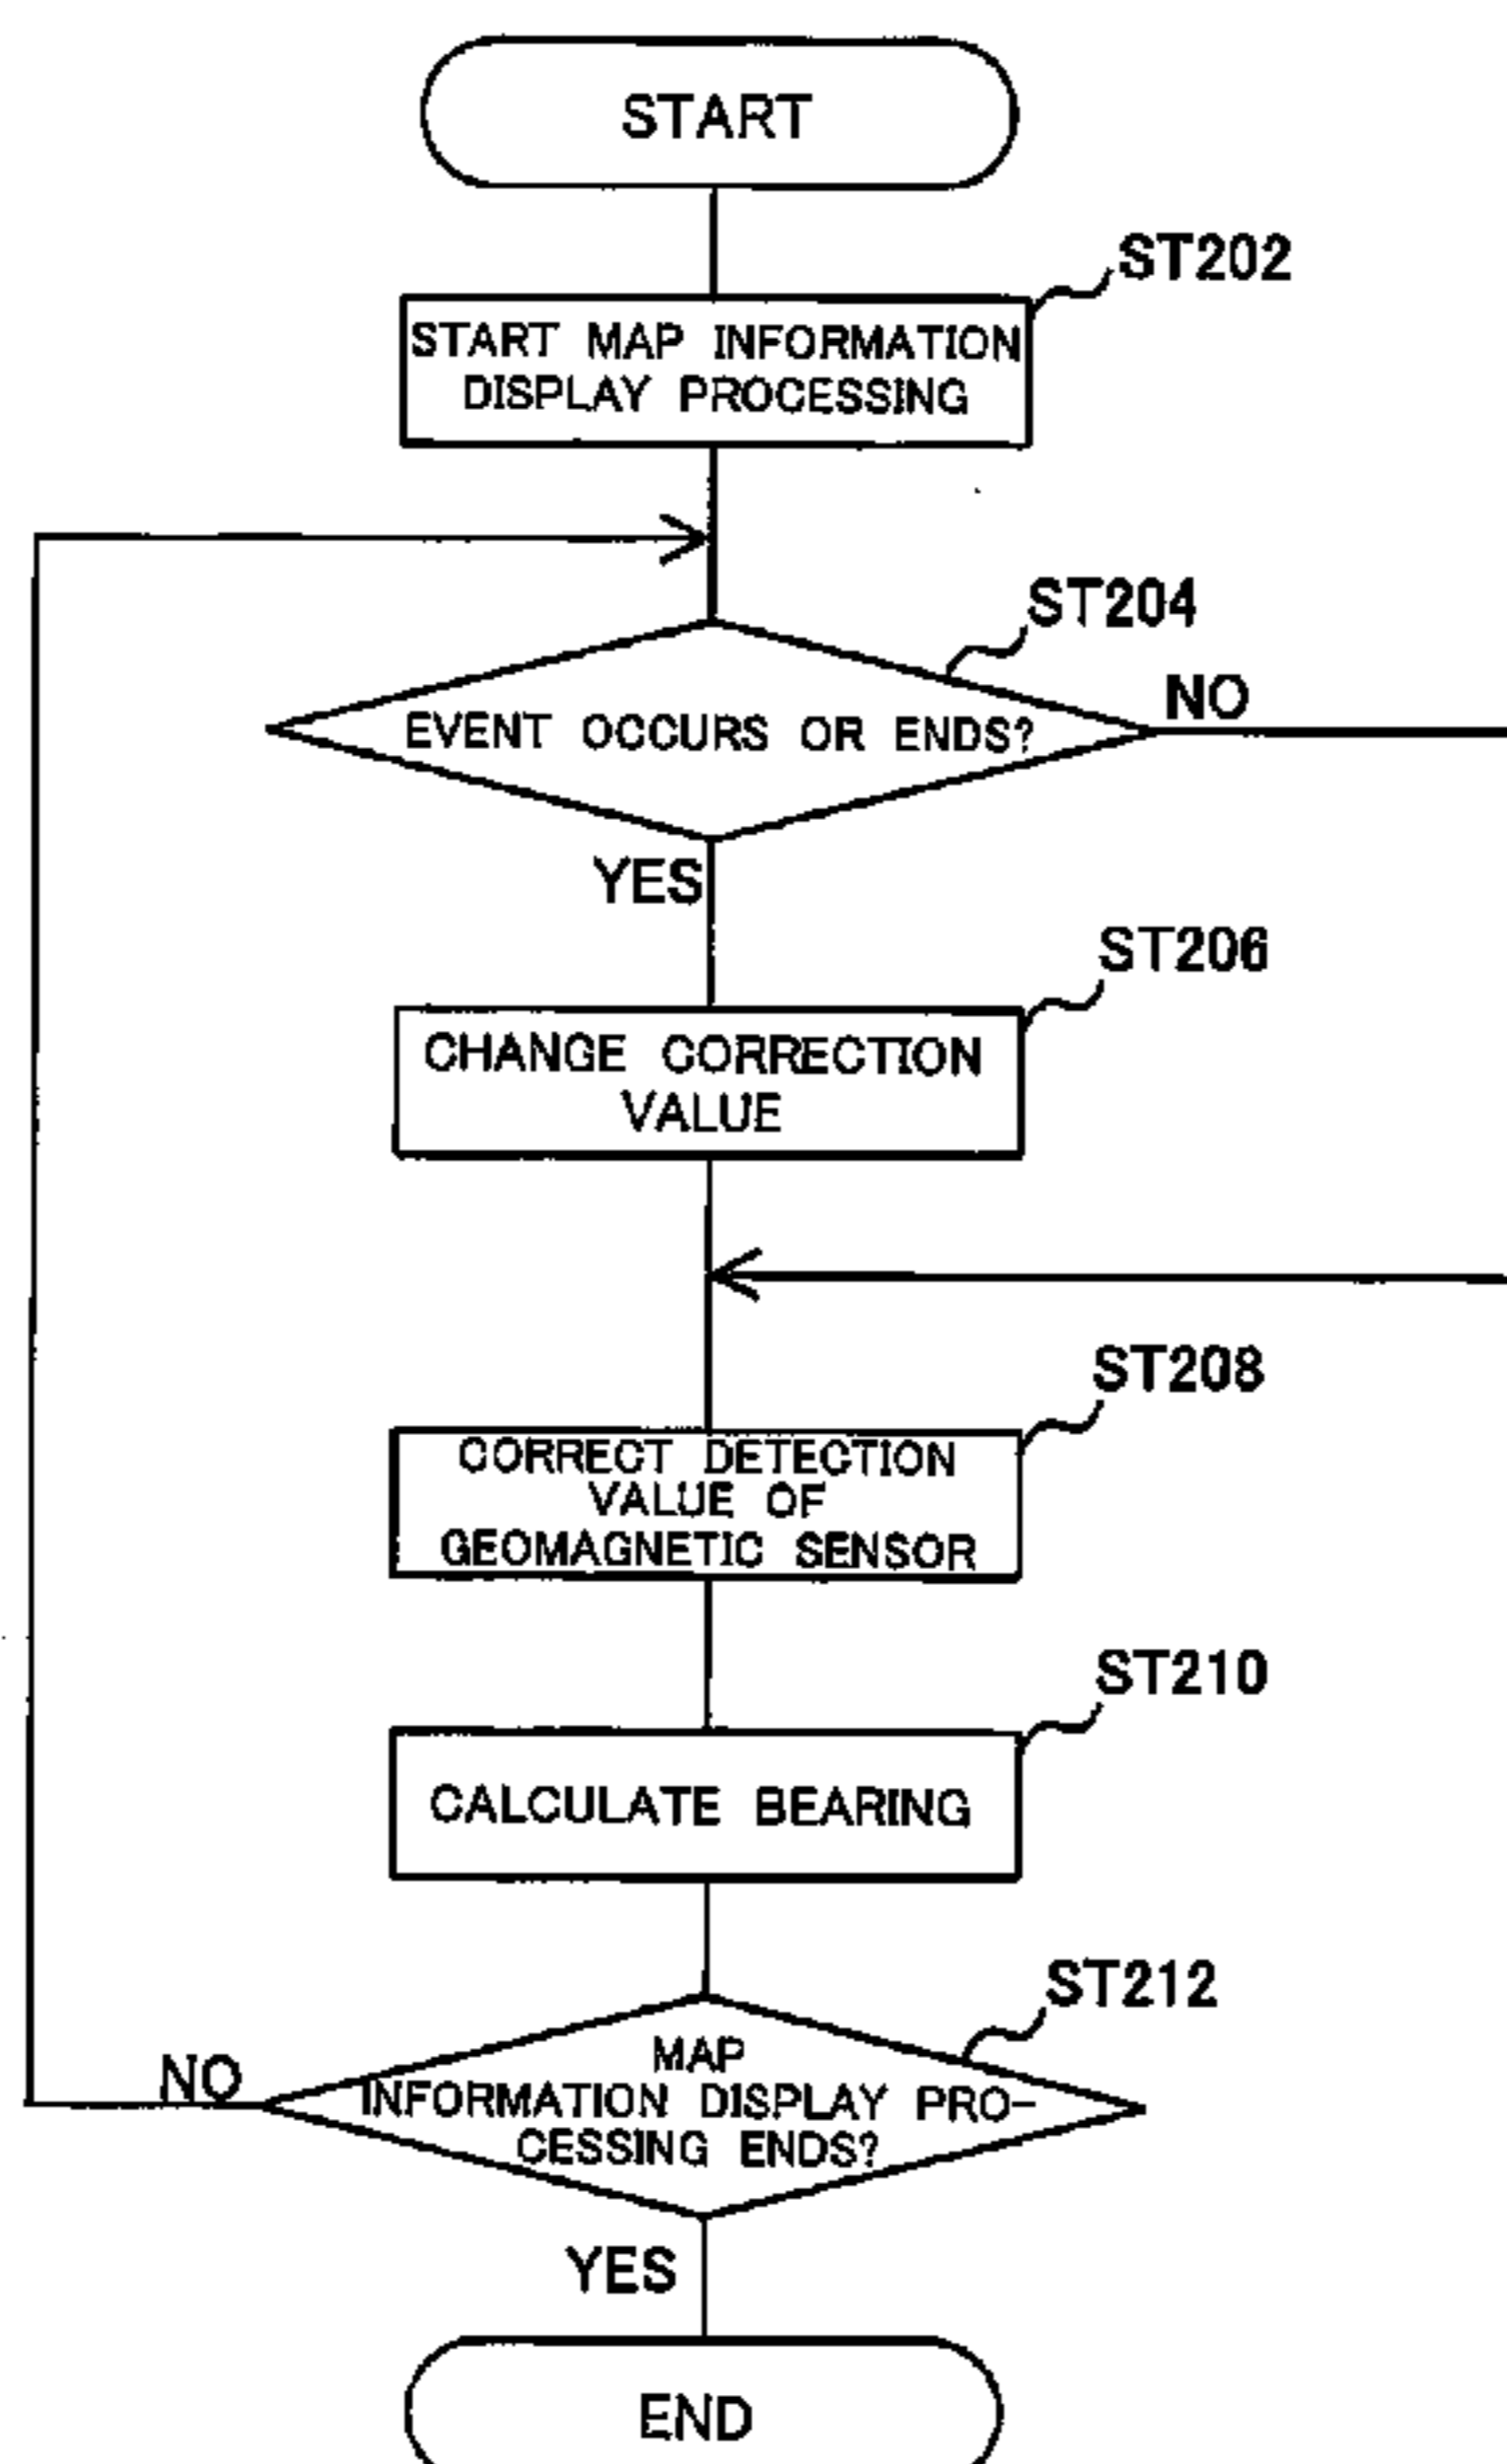 START
ST202
START MAP INFORMATION
DISPLAY PROCESSING
ST204
EVENT OCCURS OR ENDS?
NO
YES
ST206
CHANGE CORRECTION
VALUE
ST208
CORRECT DETECTION
VALUE OF
GEOMAGNETIC SENSOR
ST210
CALCULATE BEARING
ST212
MAP
INFORMATION DISPLAY PRO-
CESSING ENDS?
NO
YES
END